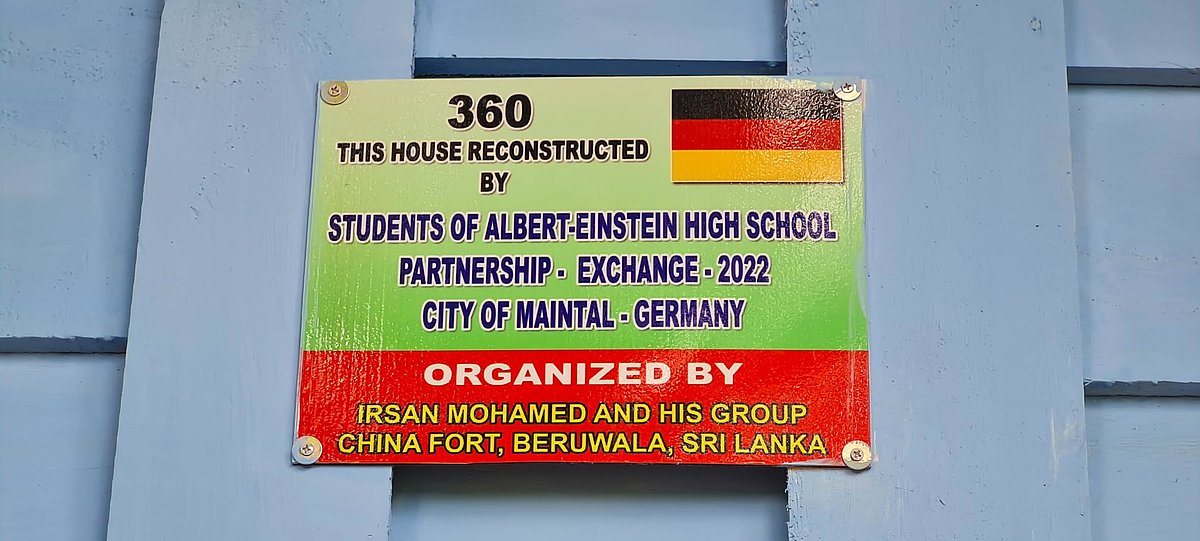 360
THIS HOUSE RECONSTRUCTED
BY
STUDENTS OF ALBERT-EINSTEIN HIGH SCHOOL
PARTNERSHIP - EXCHANGE - 2022
CITY OF MAINTAL - GERMANY
ORGANIZED BY
IRSAN MOHAMED AND HIS GROUP
CHINA FORT, BERUWALA, SRI LANKA